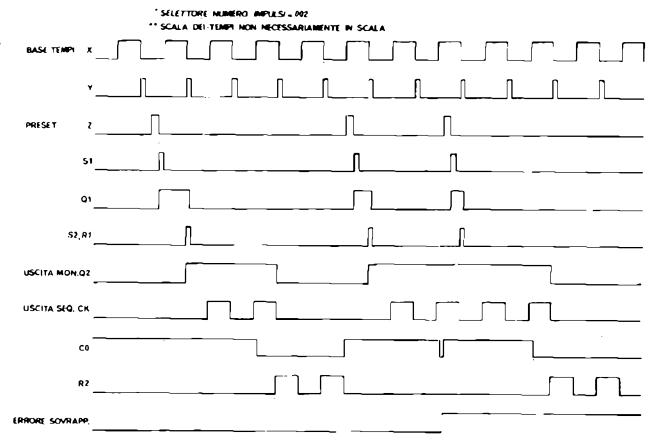 * SELETTORE NUMERO IMPULSI = 002
** SCALA DEI TEMPI NON NECESSARIAMENTE IN SCALA
BASE TEMPI X
Y
PRESET Z
S1
Q1
S2,R1
USCITA MON.Q2
USCITA SEQ. CK
C0
R2
ERRORE SOVRAPP.